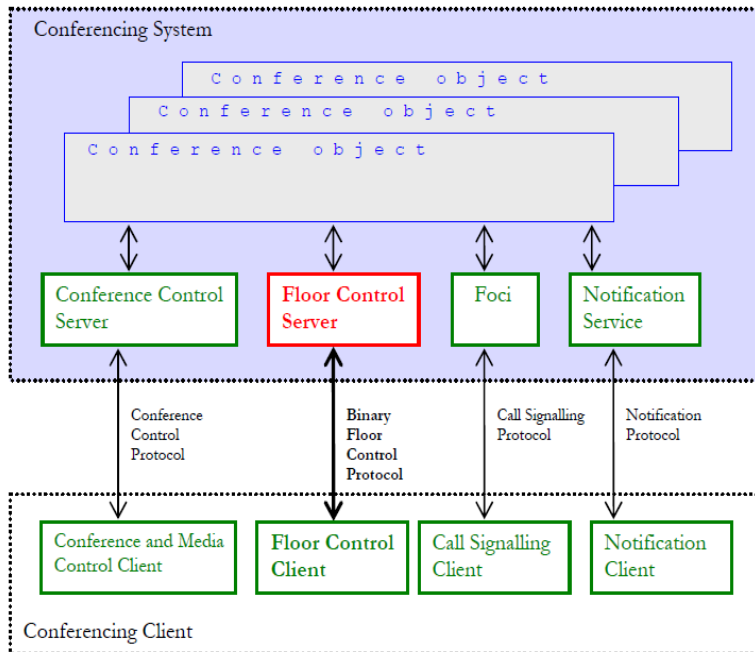 Conferencing System
Conference object
Conference object
Conference object
Conference Control
Server
Floor Control
Server
Foci
Notification
Service
Conference
Control
Protocol
Binary
Floor
Control
Protocol
Call Signalling
Protocol
Notification
Protocol
Conference and Media
Control Client
Floor Control
Client
Call Signalling
Client
Notification
Client
Conferencing Client